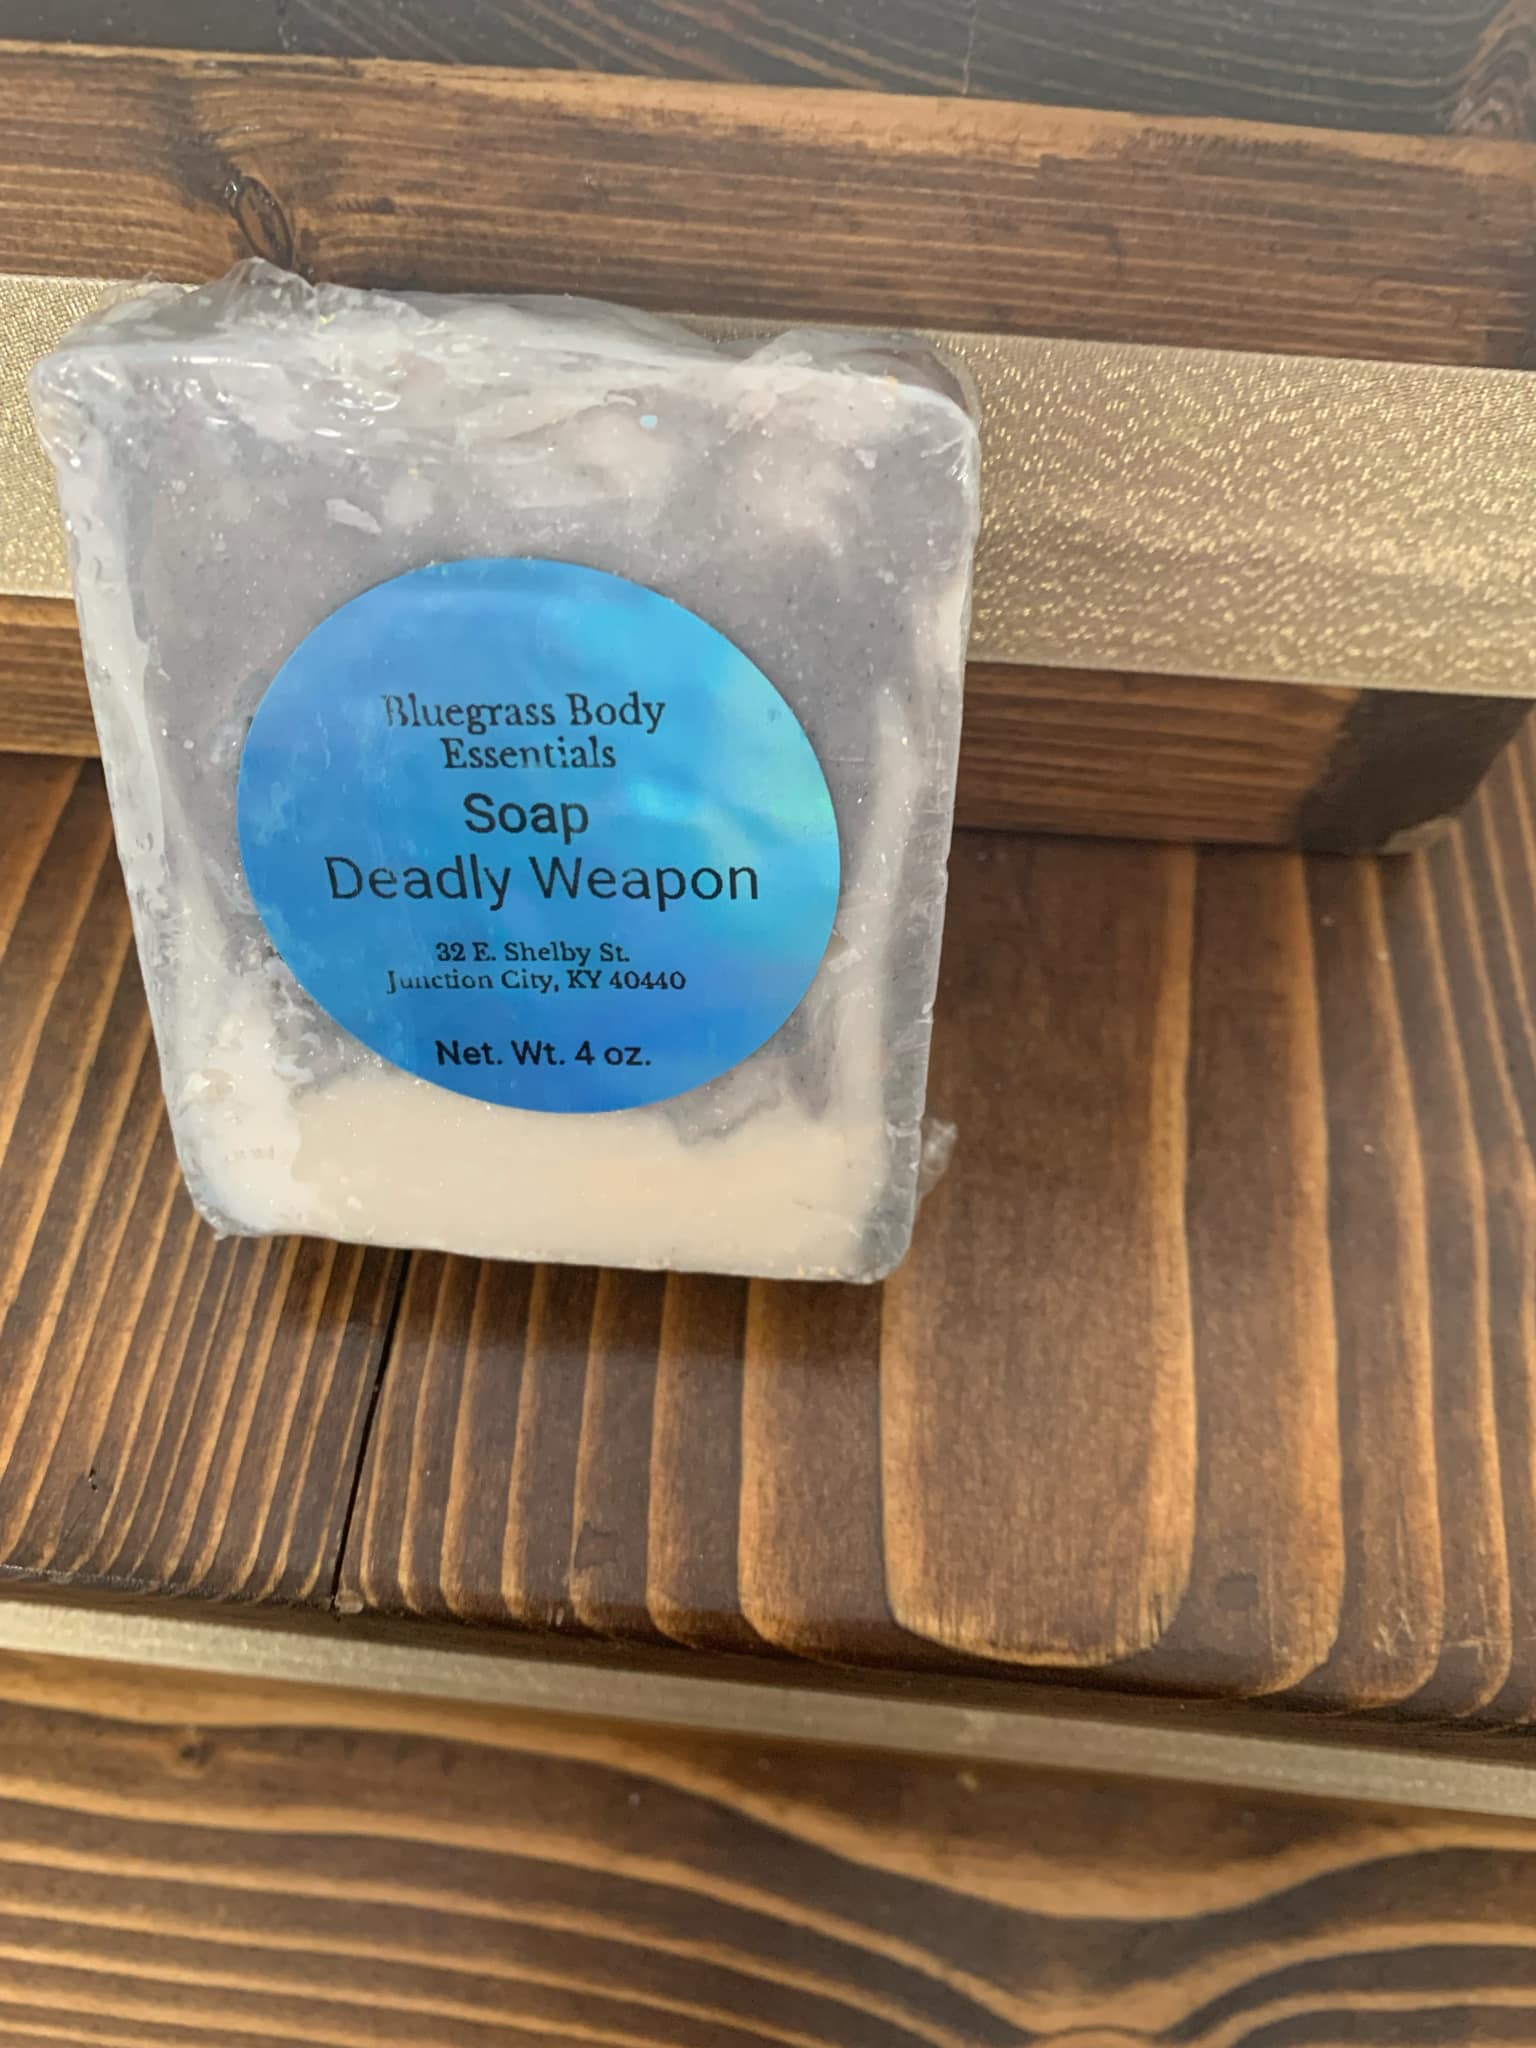 Bluegrass Body
Essentials
Soap
Deadly Weapon
32 E. Shelby St.
Junction City, KY 40440
Net. Wt. 4 oz.